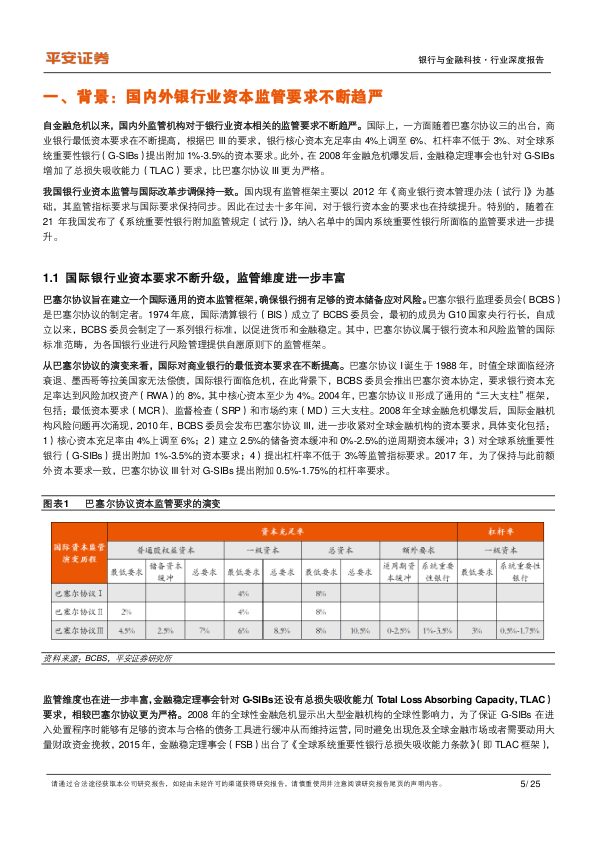 平安证券
银行与金融科技·行业深度报告
一、背景：国内外银行业资本监管要求不断趋严
自金融危机以来，国内外监管机构对于银行业资本相关的监管要求不断趋严。国际上，一方面随着巴塞尔协议三的出台，商
业银行最低资本要求在不断提高，根据巴 III 的要求，银行核心资本充足率由 4%上调至 6%、杠杆率不低于 3%、对全球系
统重要性银行（G-SIBs）提出附加 1%-3.5%的资本要求。此外，在 2008 年金融危机爆发后，金融稳定理事会也针对 G-SIBs
增加了总损失吸收能力（TLAC）要求，比巴塞尔协议 III 更为严格。
我国银行业资本监管与国际改革步调保持一致。国内现有监管框架主要以 2012 年《商业银行资本管理办法（试行）》为基
础，其监管指标要求与国际要求保持同步。因此在过去十多年间，对于银行资本金的要求也在持续提升。特别的，随着在
21 年我国发布了《系统重要性银行附加监管规定（试行）》，纳入名单中的国内系统重要性银行所面临的监管要求进一步提
升。
1.1 国际银行业资本要求不断升级，监管维度进一步丰富
巴塞尔协议旨在建立一个国际通用的资本监管框架，确保银行拥有足够的资本储备应对风险。巴塞尔银行监理委员会（BCBS）
是巴塞尔协议的制定者。1974 年底，国际清算银行（BIS）成立了 BCBS 委员会，最初的成员为 G10 国家央行行长，自成
立以来，BCBS 委员会制定了一系列银行标准，以促进货币和金融稳定。其中，巴塞尔协议属于银行资本和风险监管的国际
标准范畴，为各国银行业进行风险管理提供自愿原则下的监管框架。
从巴塞尔协议的演变来看，国际对商业银行的最低资本要求在不断提高。巴塞尔协议 I 诞生于 1988 年，时值全球面临经济
衰退、墨西哥等拉美国家无法偿债，国际银行面临危机，在此背景下，BCBS 委员会推出巴塞尔资本协定，要求银行资本充
足率达到风险加权资产（RWA）的 8%，其中核心资本至少为 4%。2004 年，巴塞尔协议 II 形成了通用的“三大支柱”框架，
包括：最低资本要求（MCR）、监督检查（SRP）和市场约束（MD）三大支柱。2008 年全球金融危机爆发后，国际金融机
构风险问题再次涌现，2010 年，BCBS 委员会发布巴塞尔协议 III，进一步收紧对全球金融机构的资本要求，具体变化包括：
1）核心资本充足率由 4%上调至 6%；2）建立 2.5%的储备资本缓冲和 0%-2.5%的逆周期资本缓冲；3）对全球系统重要性
银行（G-SIBs）提出附加 1%-3.5%的资本要求；4）提出杠杆率不低于 3%等监管指标要求。2017 年，为了保持与此前额
外资本要求一致，巴塞尔协议 III 针对 G-SIBs 提出附加 0.5%-1.75%的杠杆率要求。
图表1 巴塞尔协议资本监管要求的演变
国际资本监管演变历程 资本充足率 杠杆率
普通股权益资本 一级资本 总资本 额外要求 一级资本
最低要求 储备资本缓冲 总要求 最低要求 总要求 最低要求 总要求 逆周期资本缓冲 系统重要性银行 最低要求 系统重要性银行
巴塞尔协议Ⅰ 4% 8%
巴塞尔协议Ⅱ 2% 4% 8%
巴塞尔协议Ⅲ 4.5% 2.5% 7% 6% 8.5% 8% 10.5% 0-2.5% 1%-3.5% 3% 0.5%-1.75%
资料来源：BCBS，平安证券研究所
监管维度也在进一步丰富，金融稳定理事会针对 G-SIBs 还设有总损失吸收能力（Total Loss Absorbing Capacity, TLAC）
要求，相较巴塞尔协议更为严格。2008 年的全球性金融危机显示出大型金融机构的全球性影响力，为了保证 G-SIBs 在进
入处置程序时能够有足够的资本与合格的债务工具进行缓冲从而维持运营，同时避免出现危及全球金融市场或者需要动用大
量财政资金挽救，2015 年，金融稳定理事会（FSB）出台了《全球系统重要性银行总损失吸收能力条款》（即 TLAC 框架），
请通过合法途径获取本公司研究报告，如经由未经许可的渠道获得研究报告，请慎重使用并注意阅读研究报告尾页的声明内容。
5/ 25